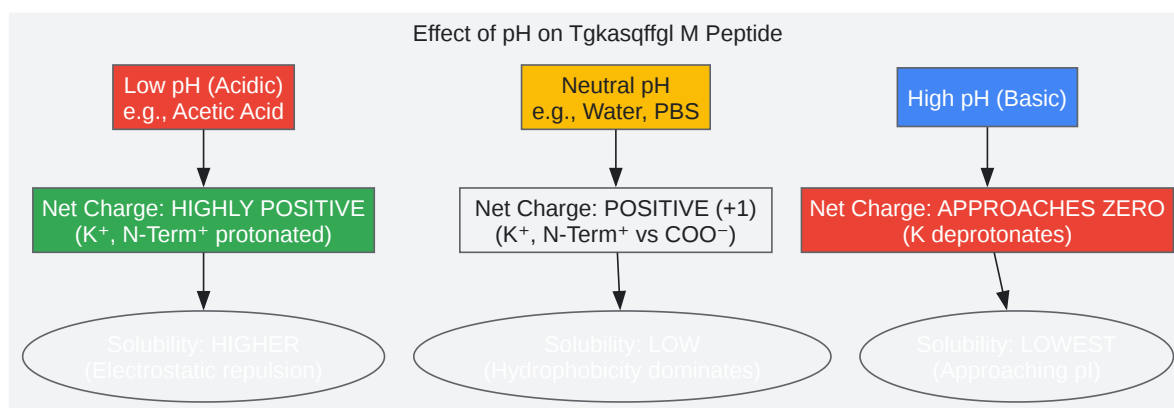 Effect of pH on Tgkasqffgl M Peptide
Low pH (Acidic)
e.g., Acetic Acid
Neutral pH
e.g., Water, PBS
High pH (Basic)
Net Charge: HIGHLY POSITIVE
(K⁺, N-Term⁺ protonated)
Net Charge: POSITIVE (+1)
(K⁺, N-Term⁺ vs COO⁻)
Net Charge: APPROACHES ZERO
(K deprotonates)
Solubility: HIGHER
(Electrostatic repulsion)
Solubility: LOW
(Hydrophobicity dominates)
Solubility: LOWEST
(Approaching pI)